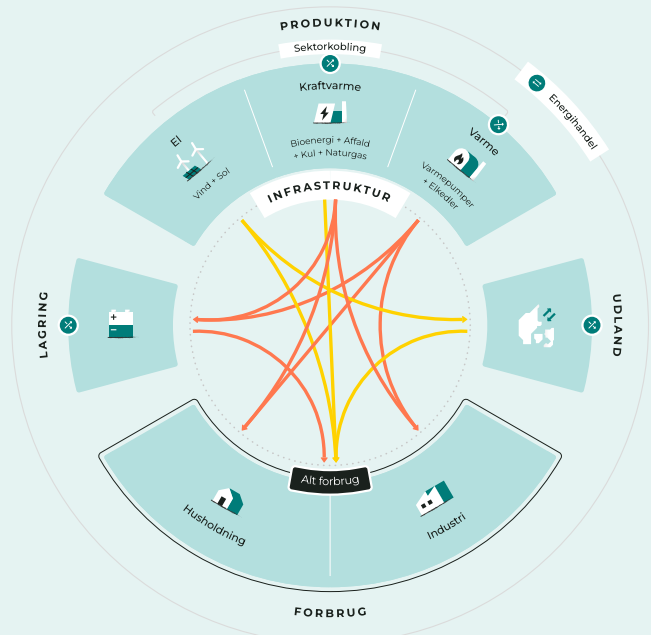 PRODUKTION
Sektorkobling
Energihandel
Kraftvarme
Bioenergi + Affald
+ Kul + Naturgas
El
Vind + Sol
Varme
Varmepumper
+ Elkedler
INFRASTRUKTUR
LAGRING
UDLAND
Alt forbrug
Husholdning
Industri
FORBRUG